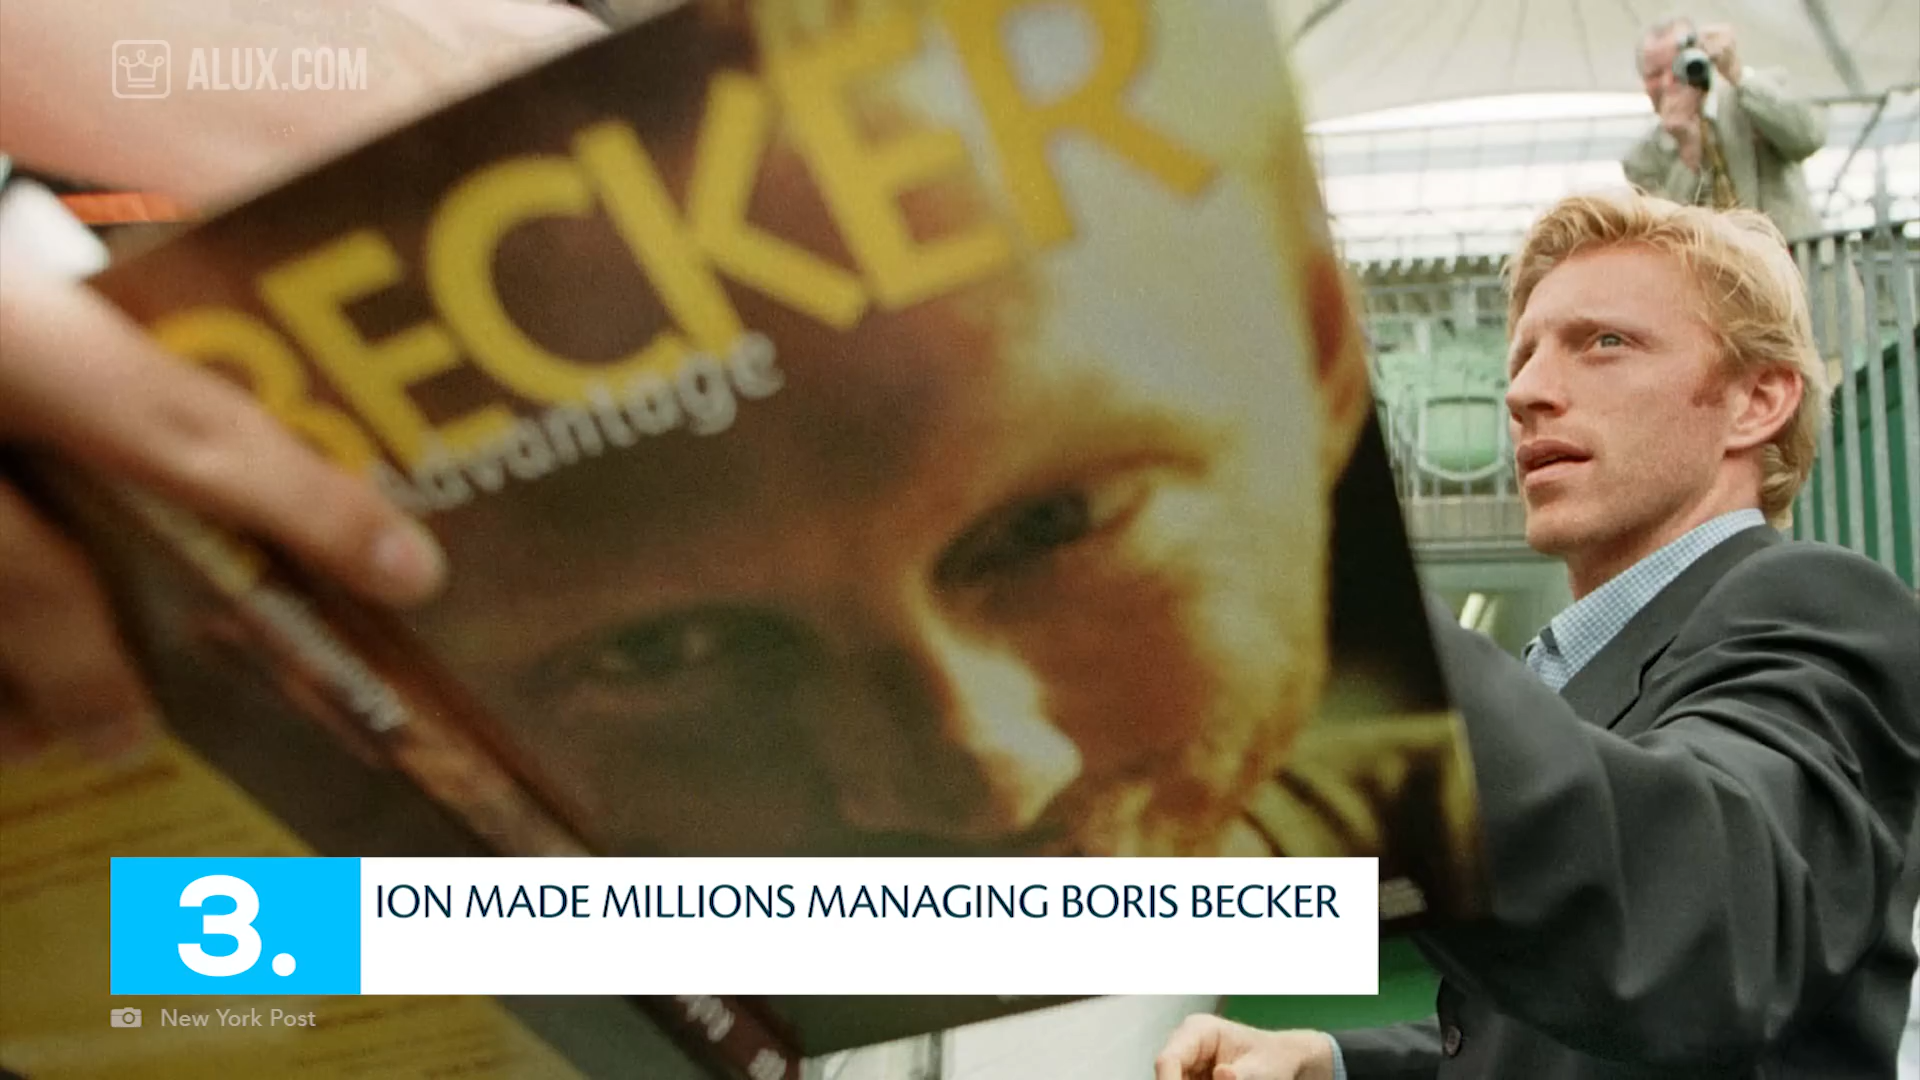 ALUX.COM
BECKER
Advantage
3.
ION MADE MILLIONS MANAGING BORIS BECKER
New York Post